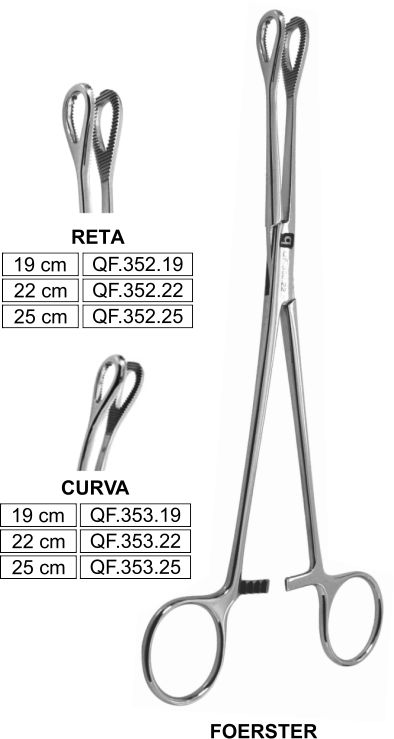 RETA
19 cm QF.352.19
22 cm QF.352.22
25 cm QF.352.25
CURVA
19 cm QF.353.19
22 cm QF.353.22
25 cm QF.353.25
FOERSTER